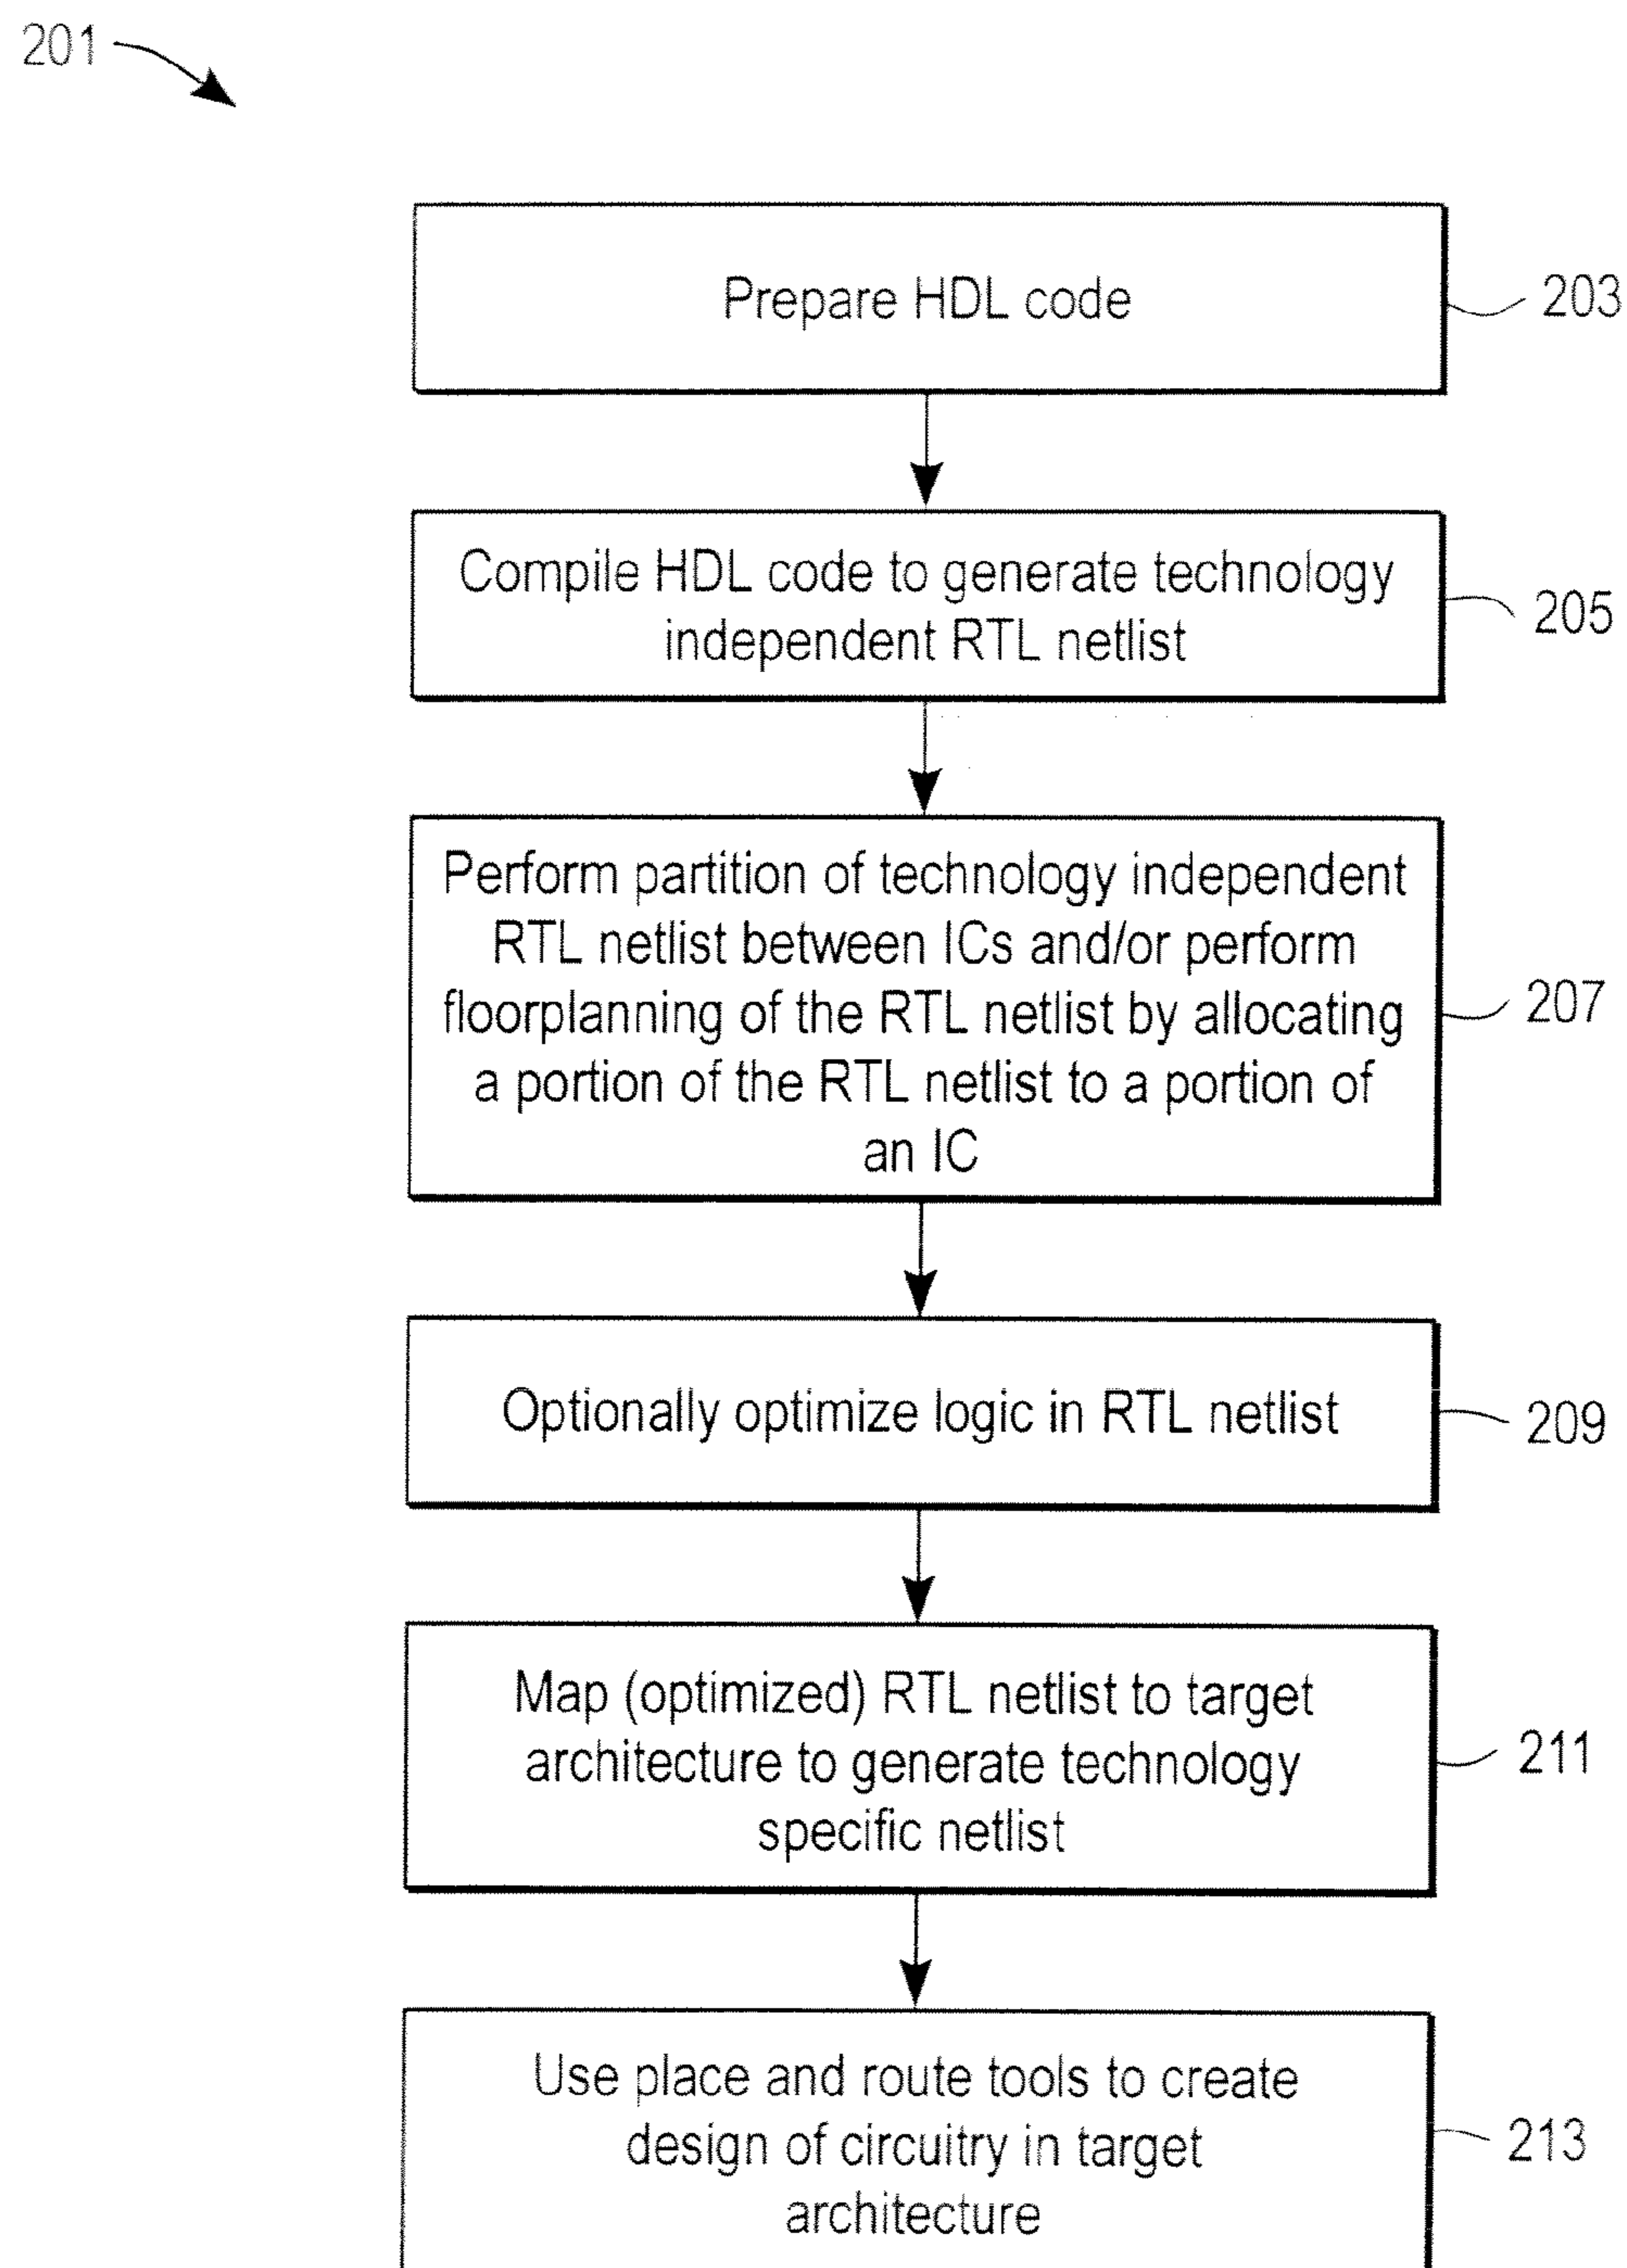 201
Prepare HDL code
203
Compile HDL code to generate technology
independent RTL netlist
205
Perform partition of technology independent
RTL netlist between ICs and/or perform
floorplanning of the RTL netlist by allocating
a portion of the RTL netlist to a portion of
an IC
207
Optionally optimize logic in RTL netlist
209
Map (optimized) RTL netlist to target
architecture to generate technology
specific netlist
211
Use place and route tools to create
design of circuitry in target
architecture
213